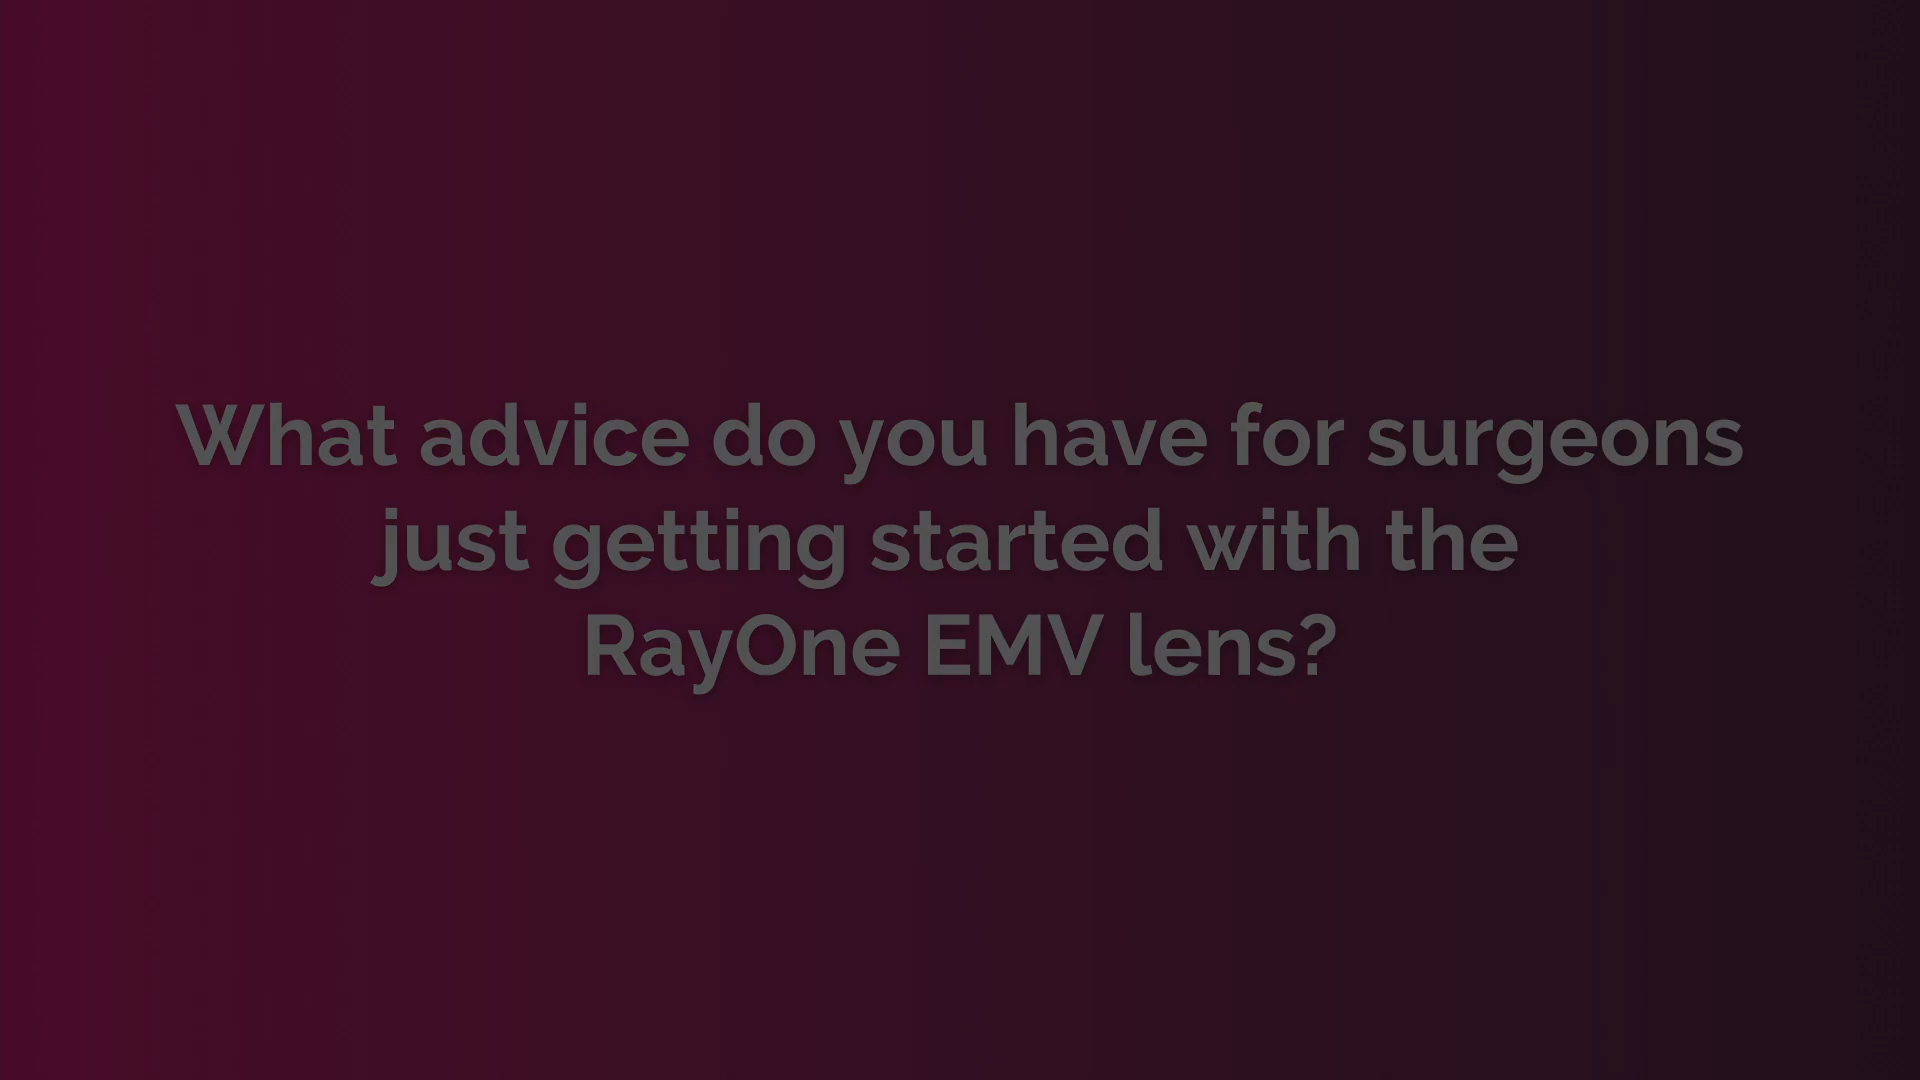 What advice do you have for surgeons
just getting started with the
RayOne EMV lens?